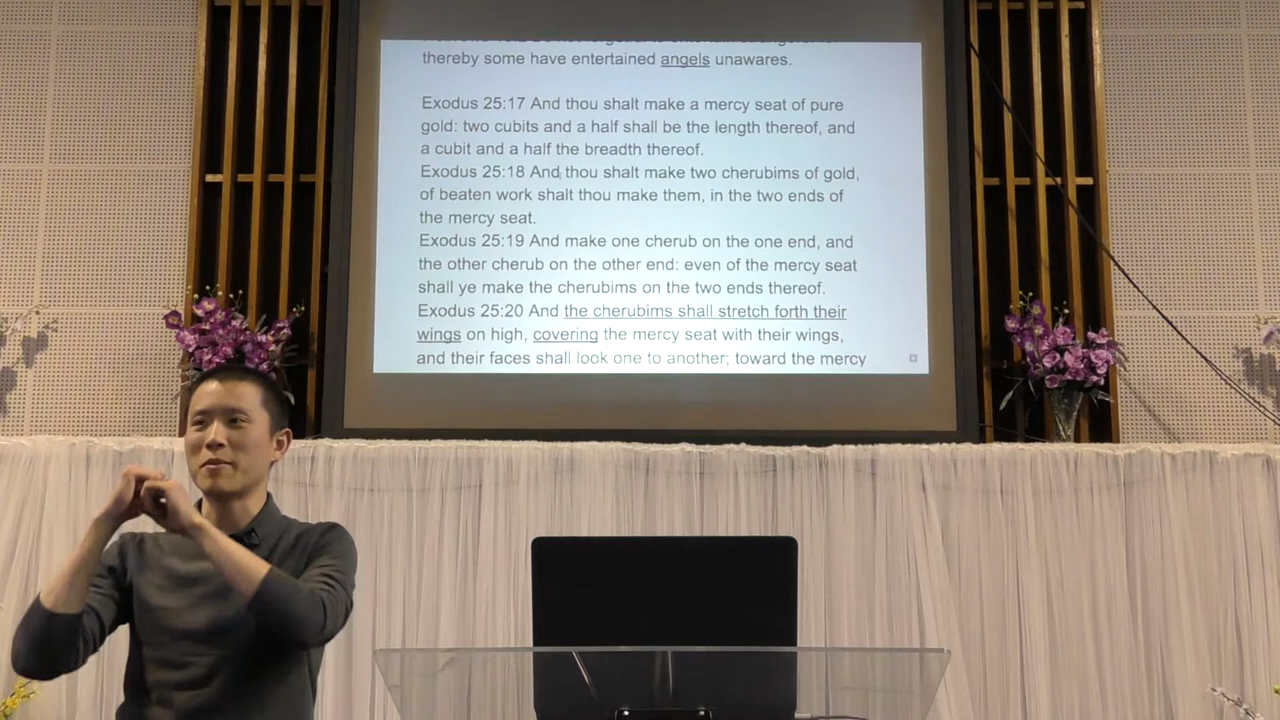 thereby some have entertained angels unawares.
Exodus 25:17 And thou shalt make a mercy seat of pure
gold: two cubits and a half shall be the length thereof, and
a cubit and a half the breadth thereof.
Exodus 25:18 And thou shalt make two cherubims of gold,
of beaten work shalt thou make them, in the two ends of
the mercy seat.
Exodus 25:19 And make one cherub on the one end, and
the other cherub on the other end: even of the mercy seat
shall ye make the cherubims on the two ends thereof.
Exodus 25:20 And the cherubims shall stretch forth their
wings on high, covering the mercy seat with their wings,
and their faces shall look one to another; toward the mercy